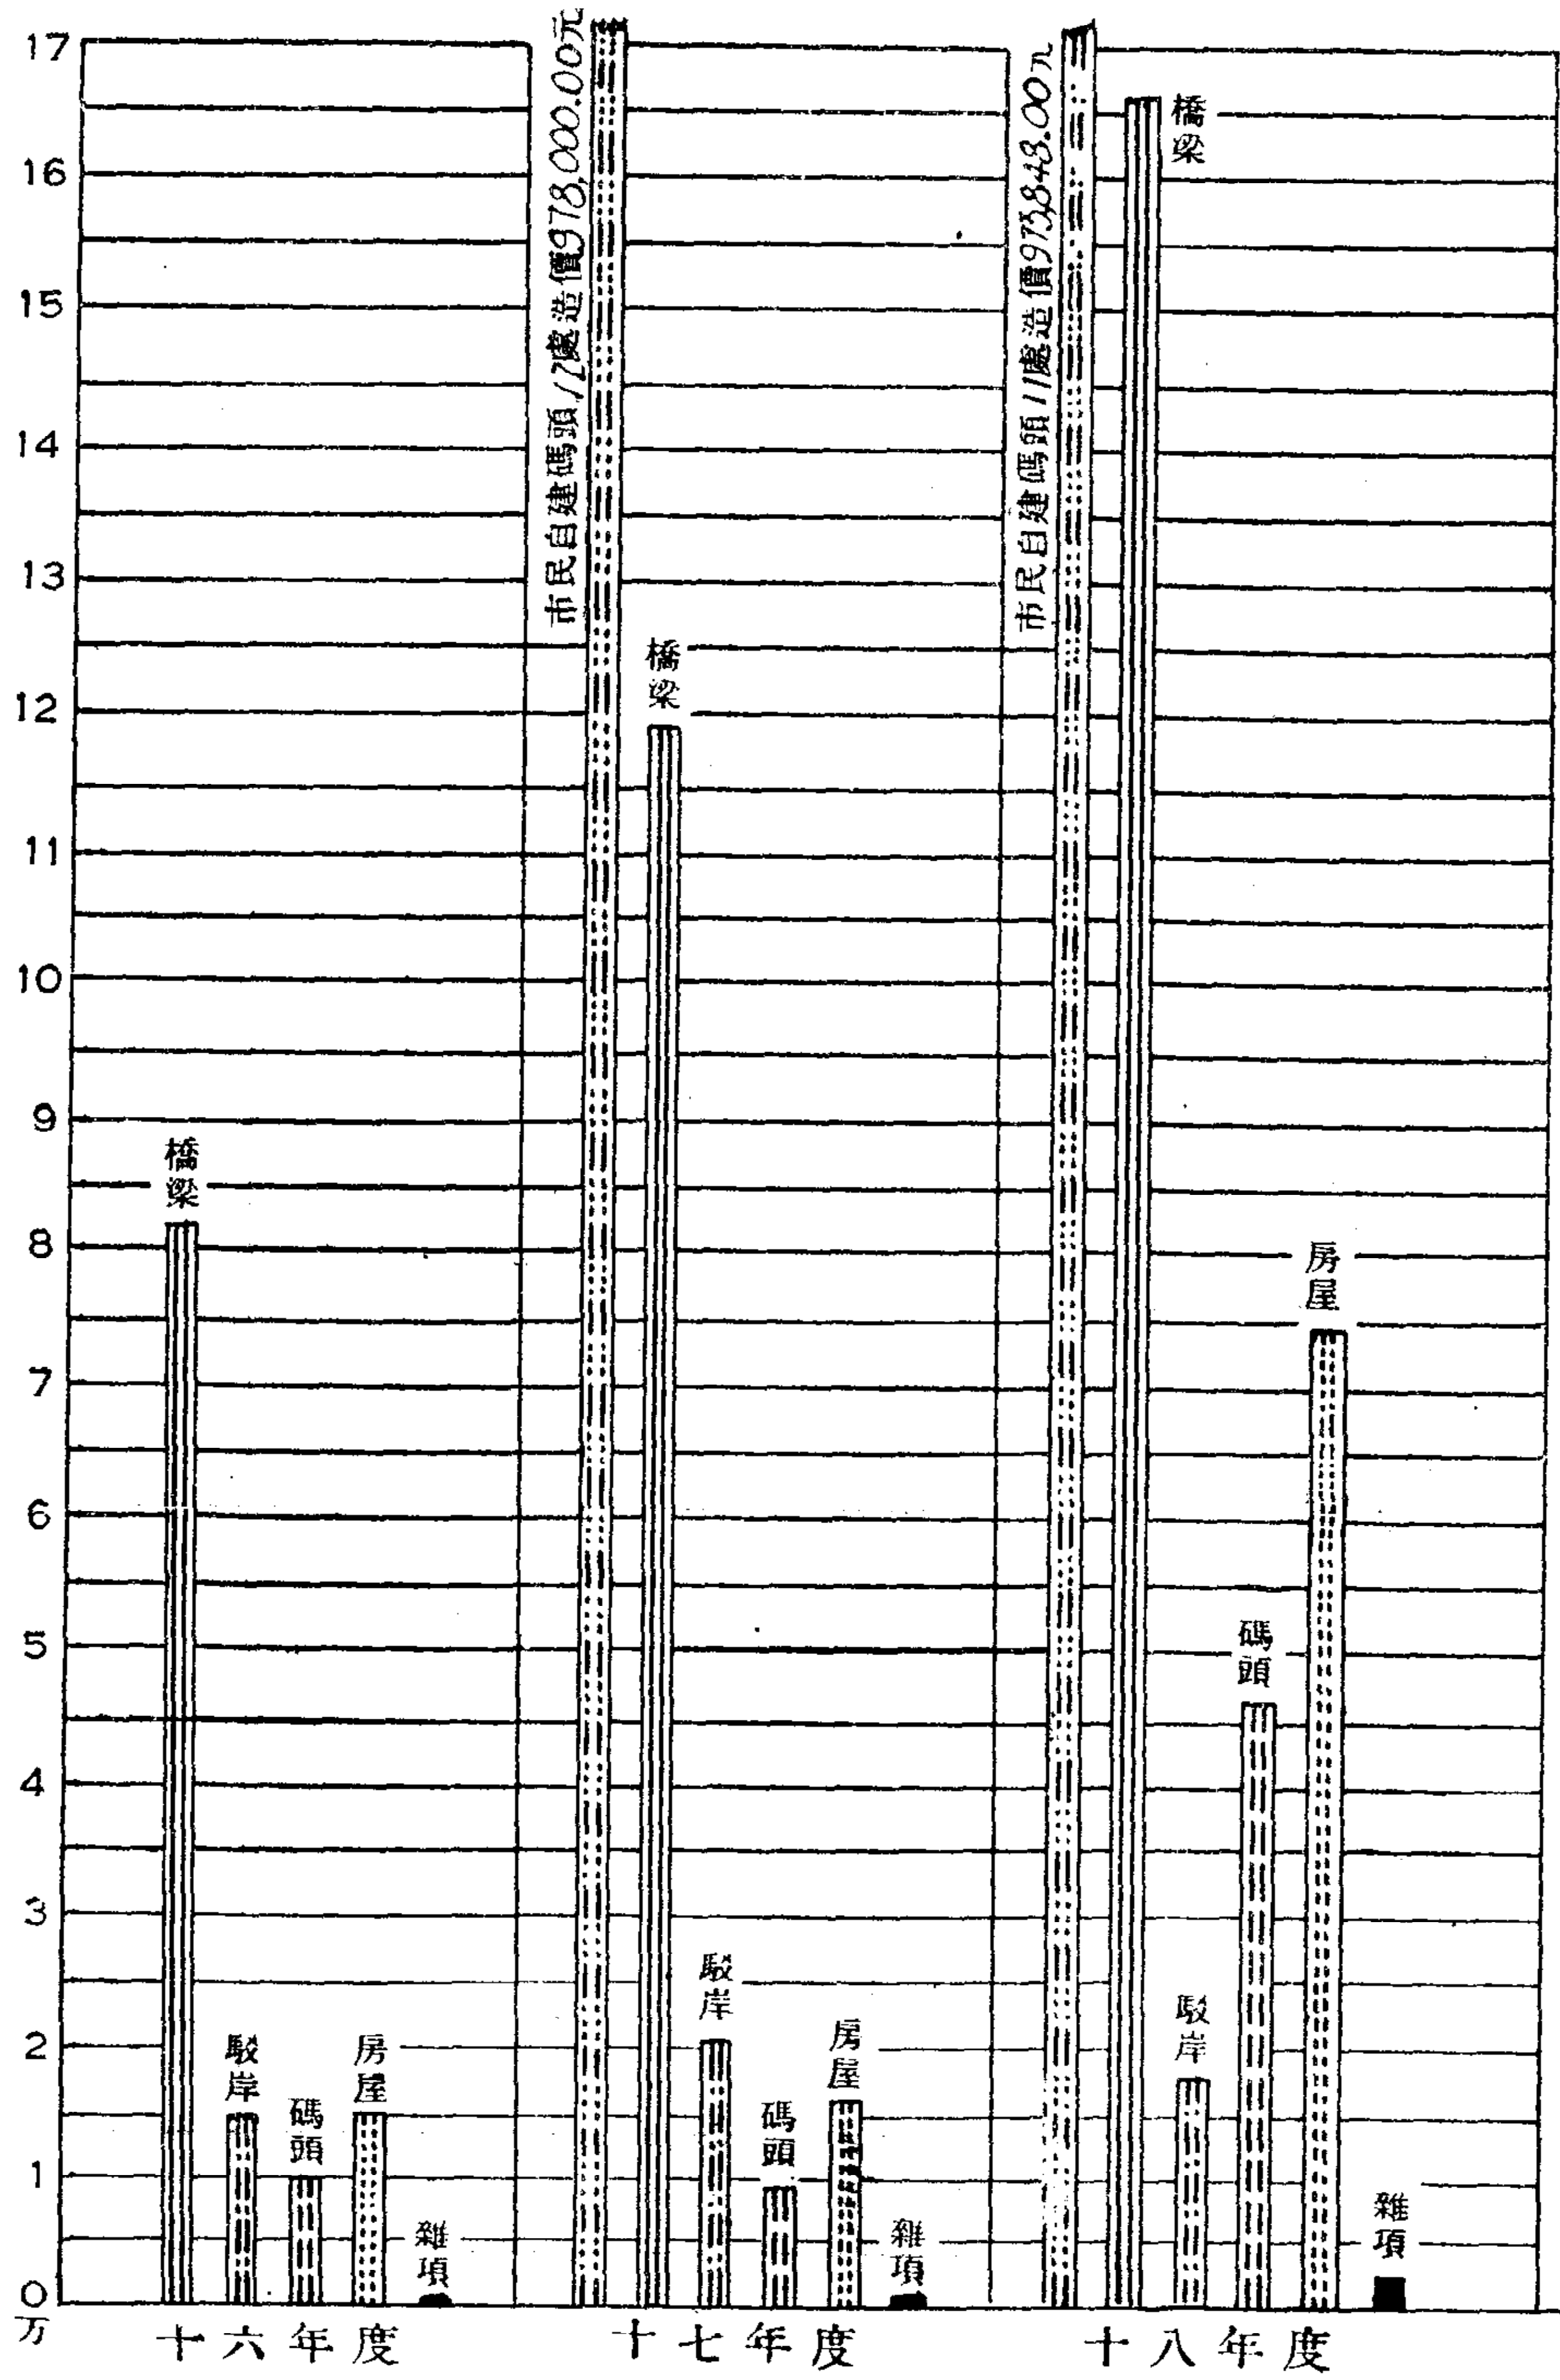 17
16
15
14
13
12
11
10
9
8
7
6
5
4
3
2
1
0
万
橋梁
駁岸
碼頭
房屋
雜項
十六年度
市民自建碼頭12處造價978,000.00元
橋梁
駁岸
碼頭
房屋
雜項
十七年度
市民自建碼頭11處造價973,843.00元
橋梁
駁岸
碼頭
房屋
雜項
十八年度